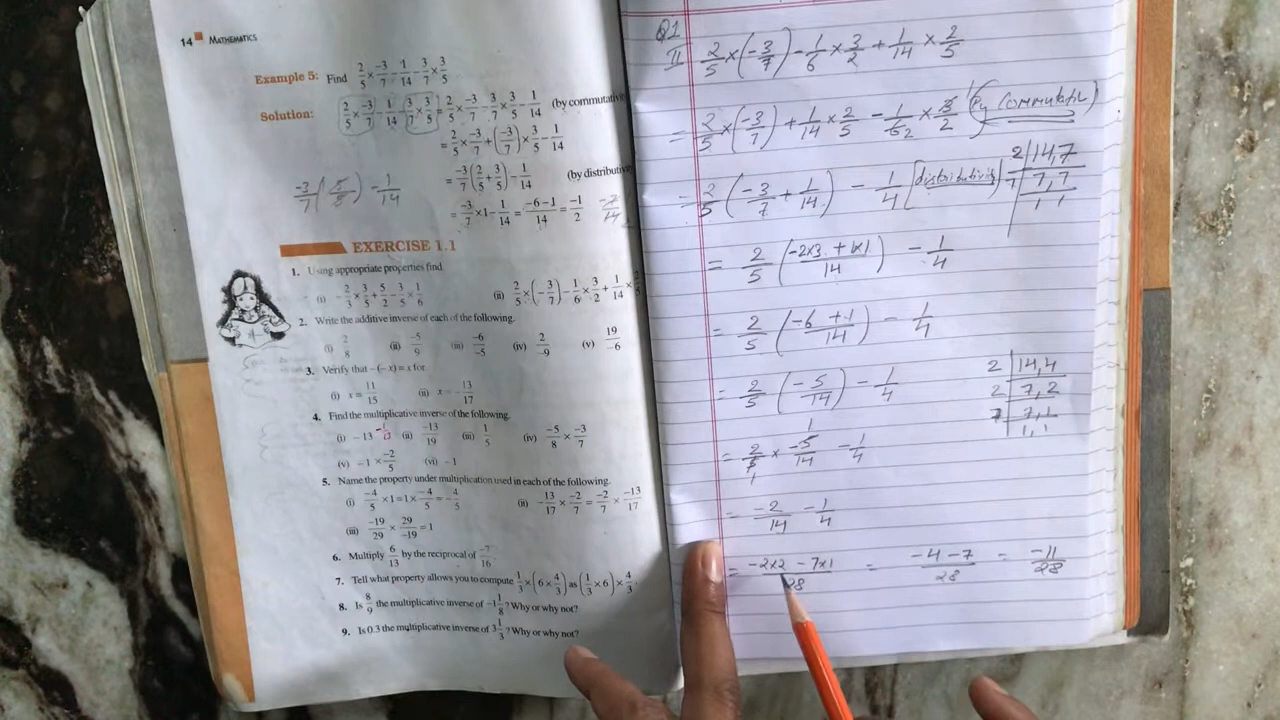 14 MATHEMATICS
Example 5: Find 2/5 × -3/7 - 1/14 - 3/7 × 3/5
Solution: 2/5 × -3/7 - 1/14 - 3/7 × 3/5 = 2/5 × -3/7 - 3/7 × 3/5 - 1/14 (by commutativ
= 2/5 × -3/7 + (-3/7) × 3/5 - 1/14
= -3/7 (2/5 + 3/5) - 1/14 (by distributiv
-3/7 (5/5) - 1/14
= -3/7 × 1 - 1/14 = -6-1/14 = -1/2
EXERCISE 1.1
1. Using appropriate properties find
(i) -2/3 × 3/5 + 5/2 - 3/5 × 1/6 (ii) 2/5 × (-3/7) - 1/6 × 3/2 + 1/14 × 2/5
2. Write the additive inverse of each of the following.
(i) 2/8 (ii) -5/9 (iii) -6/-5 (iv) 2/-9 (v) 19/-6
3. Verify that -(-x) = x for
(i) x = 11/15 (ii) x = -13/17
4. Find the multiplicative inverse of the following.
(i) -13 (ii) -13/19 (iii) 1/5 (iv) -5/8 × -3/7
(v) -1 × -2/5 (vi) -1
5. Name the property under multiplication used in each of the following.
(i) -4/5 × 1 = 1 × -4/5 = -4/5 (ii) -13/17 × -2/7 = -2/7 × -13/17
(iii) -19/29 × 29/-19 = 1
6. Multiply 6/13 by the reciprocal of -7/16.
7. Tell what property allows you to compute 1/3 × (6 × 4/3) as (1/3 × 6) × 4/3.
8. Is 8/9 the multiplicative inverse of -1 1/8? Why or why not?
9. Is 0.3 the multiplicative inverse of 3 1/3? Why or why not?
Q1
II 2/5 × (-3/7) - 1/6 × 3/2 + 1/14 × 2/5
= 2/5 × (-3/7) + 1/14 × 2/5 - 1/6 2 × 3/2 (By Commutativ)
= 2/5 (-3/7 + 1/14) - 1/4 [distributivity]
2 | 14, 7
7 | 7, 7
1, 1
= 2/5 (-2×3 + 1×1 / 14) - 1/4
= 2/5 (-6 + 1 / 14) - 1/4
= 2/5 (-5/14) - 1/4
2 | 14, 4
2 | 7, 2
7 | 7, 1
1, 1
= 2/5 1 × -5 1/14 - 1/4
= -2/14 - 1/4
= -2×2 - 7×1 / 28 = -4 - 7 / 28 = -11/28